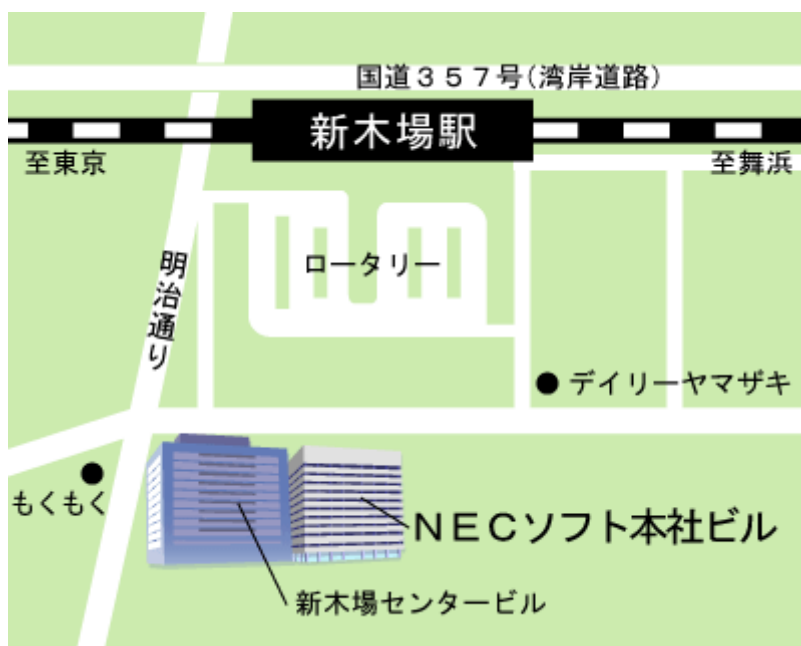 国道３５７号(湾岸道路)
新木場駅
至東京
至舞浜
ロータリー
明治通り
デイリーヤマザキ
もくもく
ＮＥＣソフト本社ビル
新木場センタービル